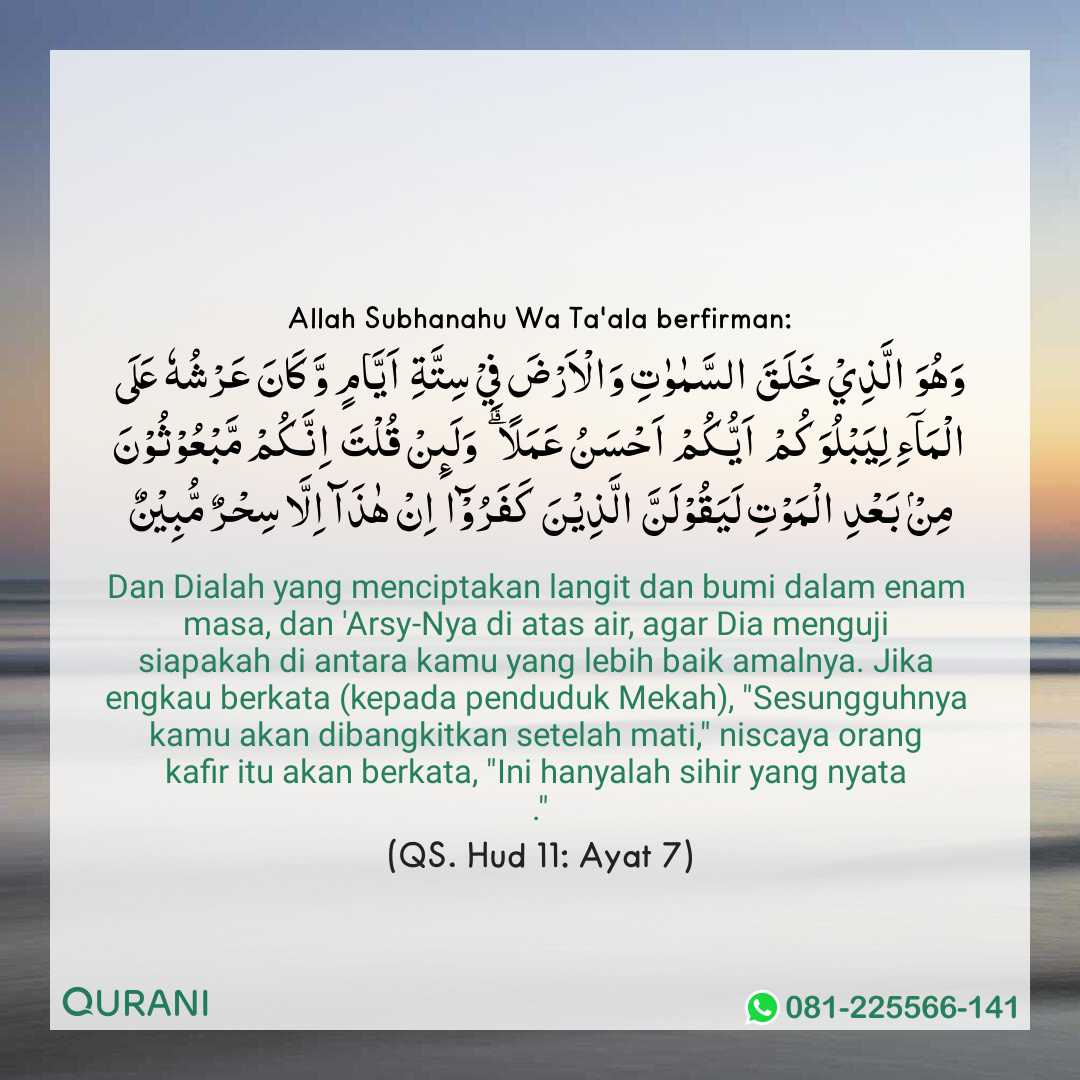 Allah Subhanahu Wa Ta'ala berfirman:
وَهُوَ الَّذِيْ خَلَقَ السَّمٰوٰتِ وَالْاَرْضَ فِيْ سِتَّةِ اَيَّامٍ وَّكَانَ عَرْشُهٗ عَلَى
الْمَآءِ لِيَبْلُوَكُمْ اَيُّكُمْ اَحْسَنُ عَمَلًا ۗ وَلَىِٕنْ قُلْتَ اِنَّكُمْ مَّبْعُوْثُوْنَ
مِنْۢ بَعْدِ الْمَوْتِ لَيَقُوْلَنَّ الَّذِيْنَ كَفَرُوْٓا اِنْ هٰذَآ اِلَّا سِحْرٌ مُّبِيْنٌ
Dan Dialah yang menciptakan langit dan bumi dalam enam
masa, dan 'Arsy-Nya di atas air, agar Dia menguji
siapakah di antara kamu yang lebih baik amalnya. Jika
engkau berkata (kepada penduduk Mekah), "Sesungguhnya
kamu akan dibangkitkan setelah mati," niscaya orang
kafir itu akan berkata, "Ini hanyalah sihir yang nyata
."
(QS. Hud 11: Ayat 7)
QURANI
081-225566-141